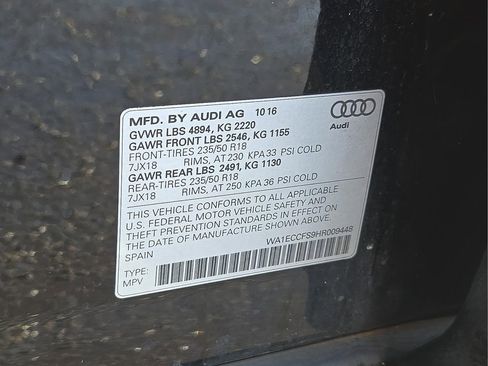 MFD. BY AUDI AG 10 16
GVWR LBS 4894, KG 2220
GAWR FRONT LBS 2546, KG 1155
FRONT-TIRES 235/50 R18
7JX18 RIMS, AT 230 KPA 33 PSI COLD
GAWR REAR LBS 2491, KG 1130
REAR-TIRES 235/50 R18
7JX18 RIMS, AT 250 KPA 36 PSI COLD
THIS VEHICLE CONFORMS TO ALL APPLICABLE
U.S. FEDERAL MOTOR VEHICLE SAFETY AND
THEFT PREVENTION STANDARDS IN EFFECT ON
THE DATE OF MANUFACTURE SHOWN ABOVE.
SPAIN WA1ECCFS9HR009448
TYPE:
MPV
Audi